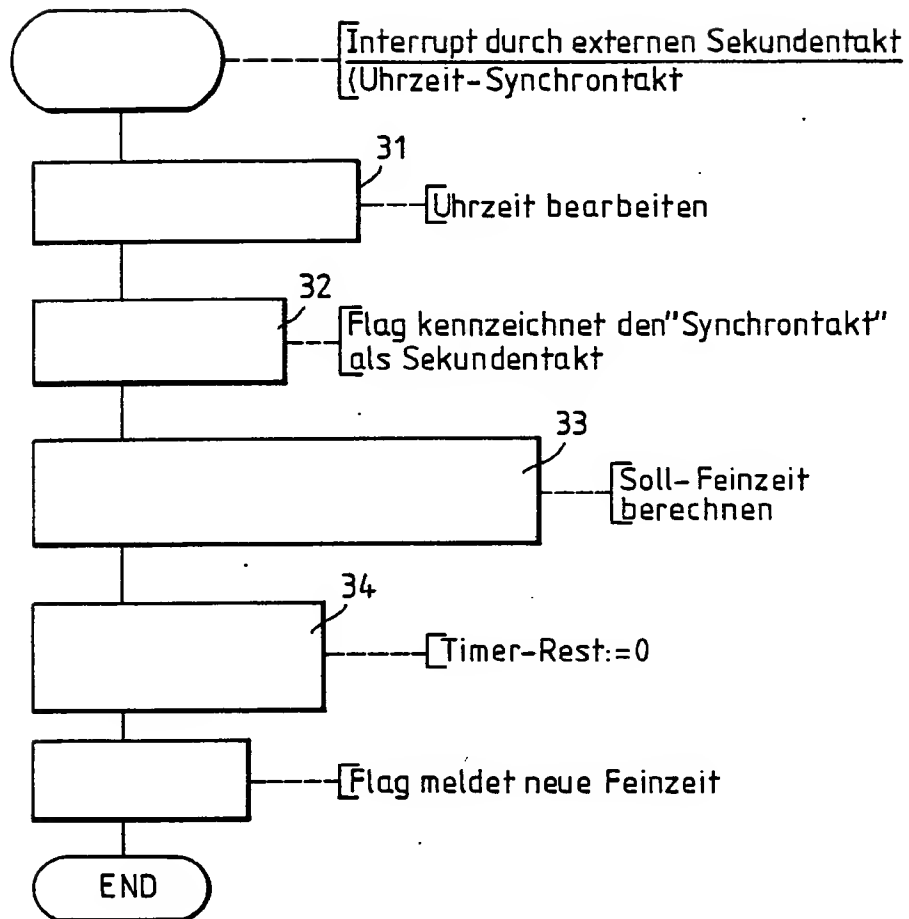 Interrupt durch externen Sekundentakt
(Uhrzeit-Synchrontakt
31
Uhrzeit bearbeiten
32
Flag kennzeichnet den "Synchrontakt"
als Sekundentakt
33
Soll-Feinzeit
berechnen
34
Timer-Rest:=0
Flag meldet neue Feinzeit
END